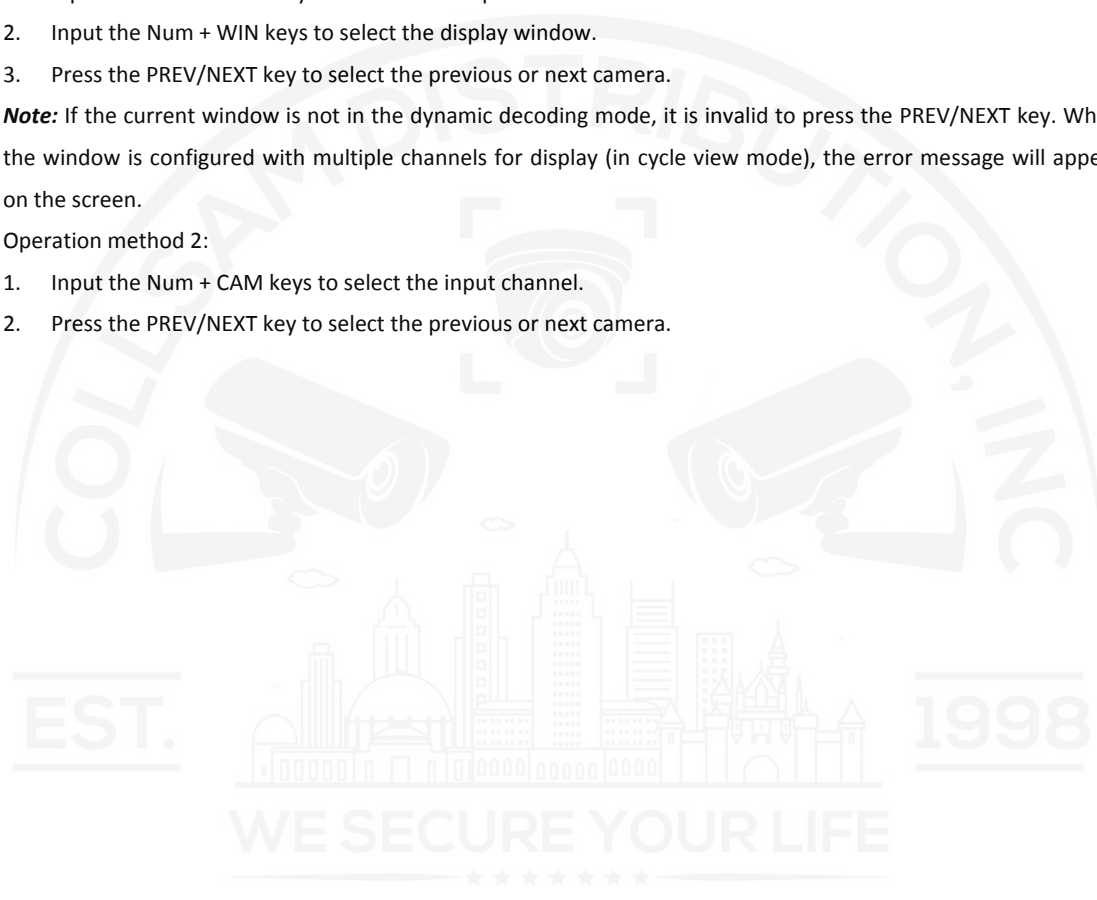 2. Input the Num + WIN keys to select the display window.
3. Press the PREV/NEXT key to select the previous or next camera.
Note: If the current window is not in the dynamic decoding mode, it is invalid to press the PREV/NEXT key. Wh
the window is configured with multiple channels for display (in cycle view mode), the error message will appe
on the screen.
Operation method 2:
1. Input the Num + CAM keys to select the input channel.
2. Press the PREV/NEXT key to select the previous or next camera.
COLLSAM DISTRIBUTION, INC
EST. 1998
WE SECURE YOUR LIFE